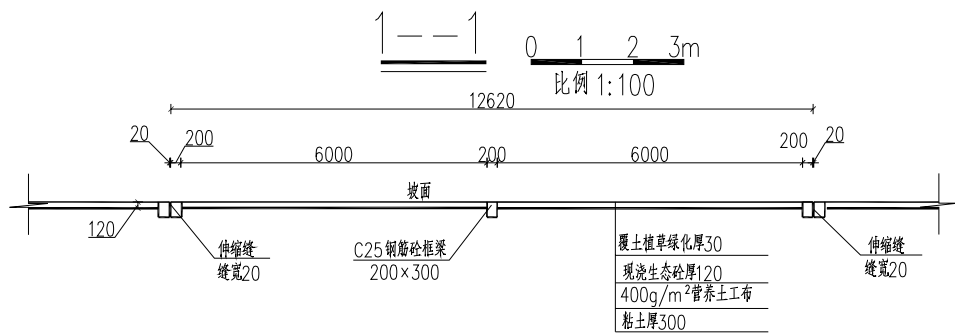 1——1
0 1 2 3m
比例 1:100
12620
20 200 6000 200 6000 200 20
坡面
120
伸缩缝
缝宽20
C25钢筋砼框梁
200×300
覆土植草绿化厚30
现浇生态砼厚120
400g/m²营养土工布
粘土厚300
伸缩缝
缝宽20